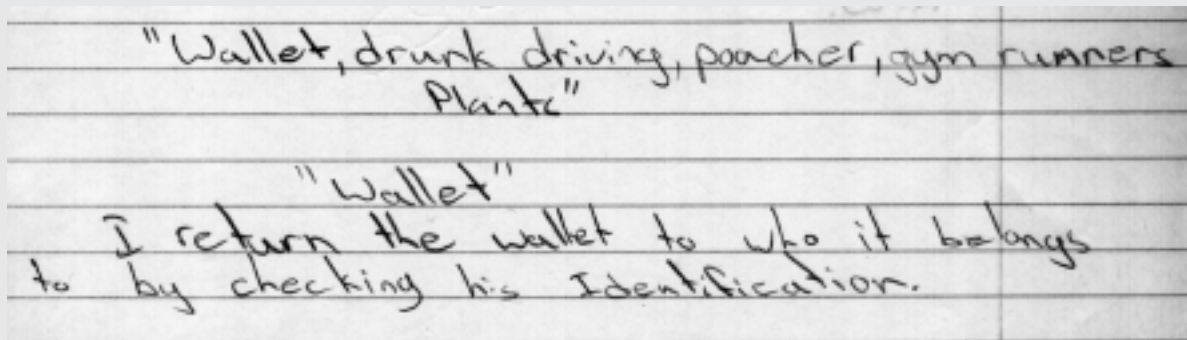 "Wallet, drunk driving, poacher, gym runners
Plants"
"Wallet"
I return the wallet to who it belongs
to by checking his Identification.